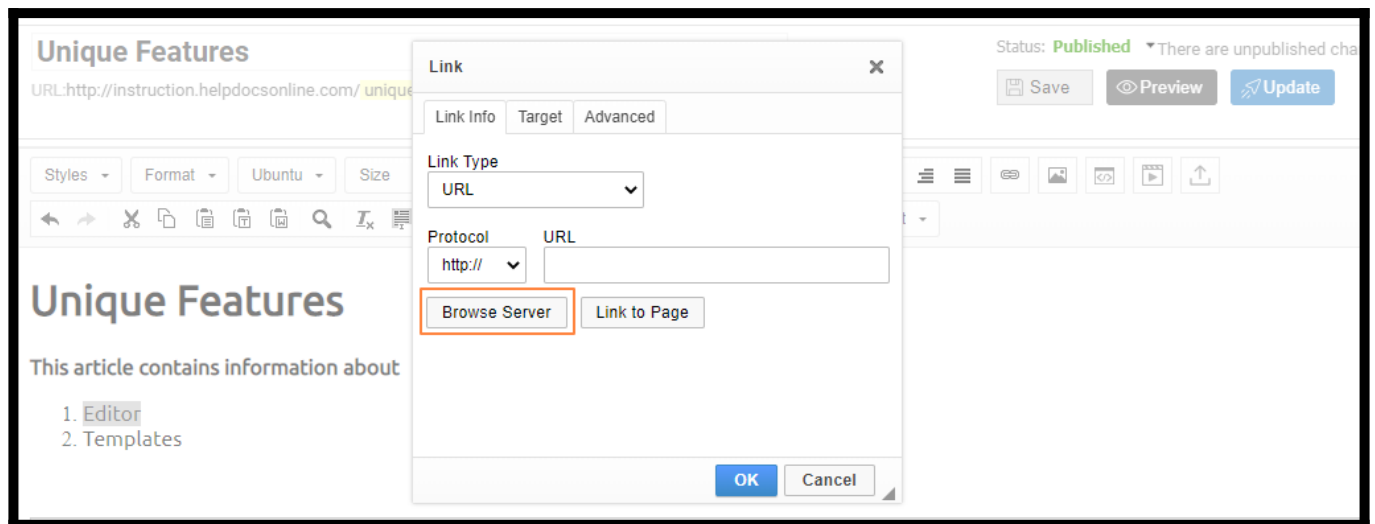 Unique Features
Status: Published
There are unpublished
URL:http://instruction.helpdocsonline.com/
Save
Preview
Update
Link
Link Info
Target
Advanced
Link Type
URL
Protocol
URL
http://
Browse Server
Link to Page
OK
Cancel
Styles
Format
Ubuntu
Size
Unique Features
This article contains information about
1. Editor
2. Templates